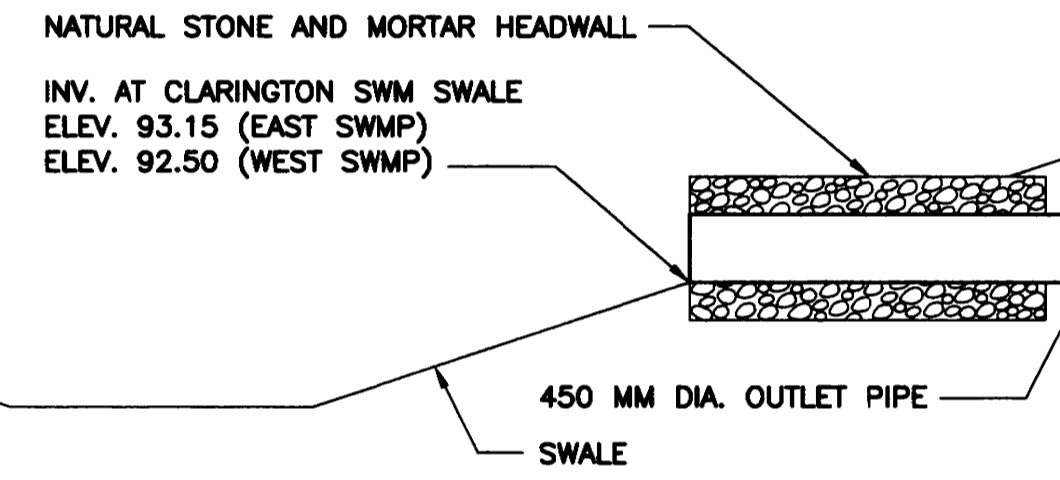 NATURAL STONE AND MORTAR HEADWALL
INV. AT CLARINGTON SWM SWALE
ELEV. 93.15 (EAST SWMP)
ELEV. 92.50 (WEST SWMP)
450 MM DIA. OUTLET PIPE
SWALE